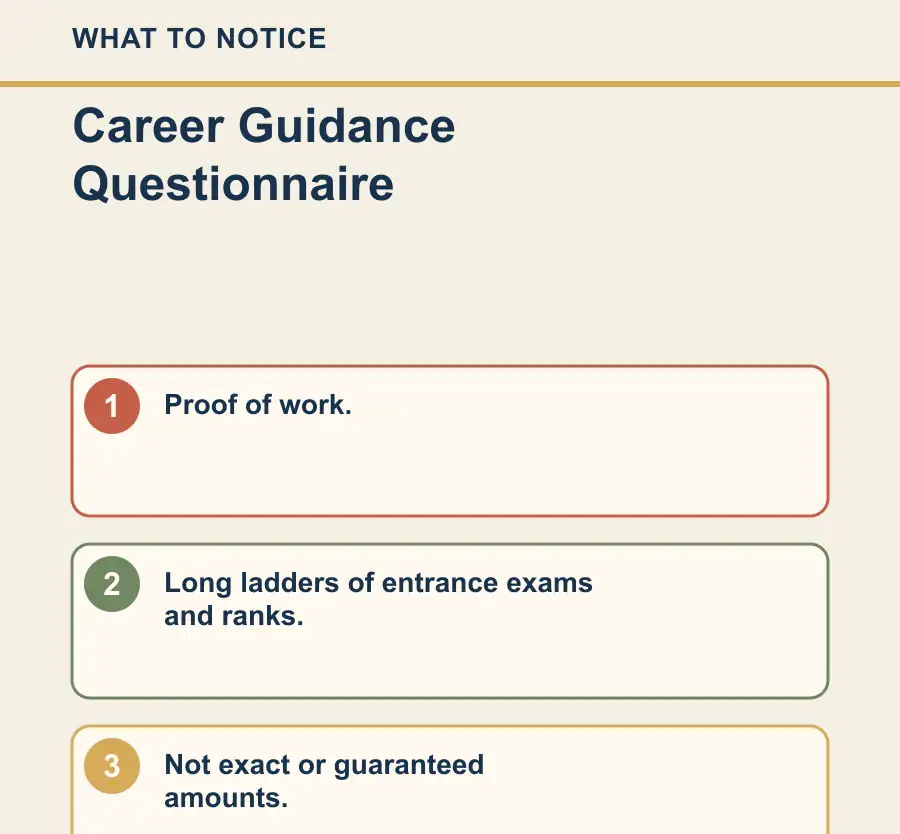 WHAT TO NOTICE
Career Guidance
Questionnaire
1
Proof of work.
2
Long ladders of entrance exams
and ranks.
3
Not exact or guaranteed
amounts.